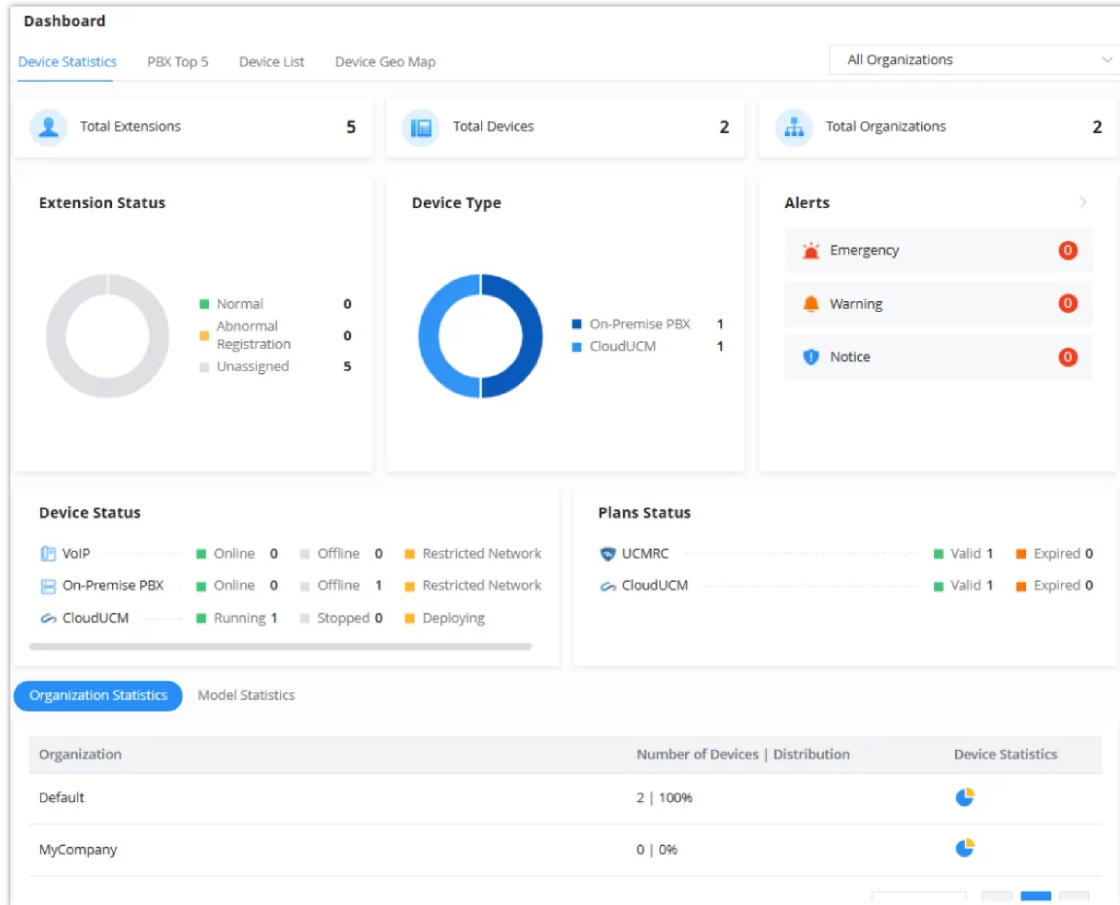 Dashboard
Device Statistics PBX Top 5 Device List Device Geo Map All Organizations
Total Extensions 5 Total Devices 2 Total Organizations 2
Extension Status Device Type Alerts
Emergency 0
Normal 0 Warning 0
Abnormal
Registration 0 On-Premise PBX 1
CloudUCM 1 Notice 0
Unassigned 5
Device Status Plans Status
VoIP Online 0 Offline 0 Restricted Network UCMRC Valid 1 Expired 0
On-Premise PBX Online 0 Offline 1 Restricted Network CloudUCM Valid 1 Expired 0
CloudUCM Running 1 Stopped 0 Deploying
Organization Statistics Model Statistics
Organization Number of Devices | Distribution Device Statistics
Default 2 | 100%
MyCompany 0 | 0%